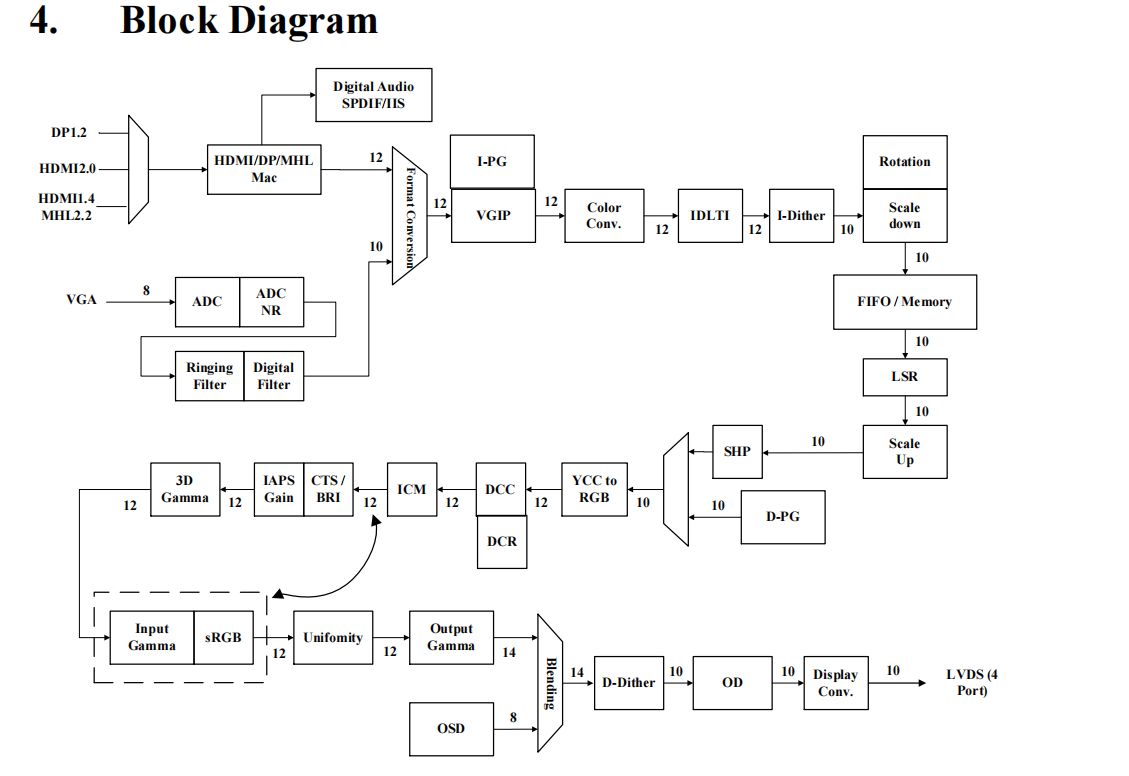 4. Block Diagram
Digital Audio
SPDIF/IIS
DP1.2
HDMI2.0
HDMI1.4
MHL2.2
HDMI/DP/MHL
Mac
12
Format Conversion
10
12
I-PG
VGIP
12
Color
Conv.
12
IDLTI
12
I-Dither
10
Rotation
Scale
down
10
VGA
8
ADC
ADC
NR
Ringing
Filter
Digital
Filter
FIFO / Memory
10
LSR
10
Scale
Up
10
SHP
10
D-PG
10
YCC to
RGB
12
DCC
DCR
12
ICM
12
CTS /
BRI
IAPS
Gain
12
3D
Gamma
12
Input
Gamma
sRGB
12
Unifomity
12
Output
Gamma
14
OSD
8
Blending
14
D-Dither
10
OD
10
Display
Conv.
10
LVDS (4
Port)